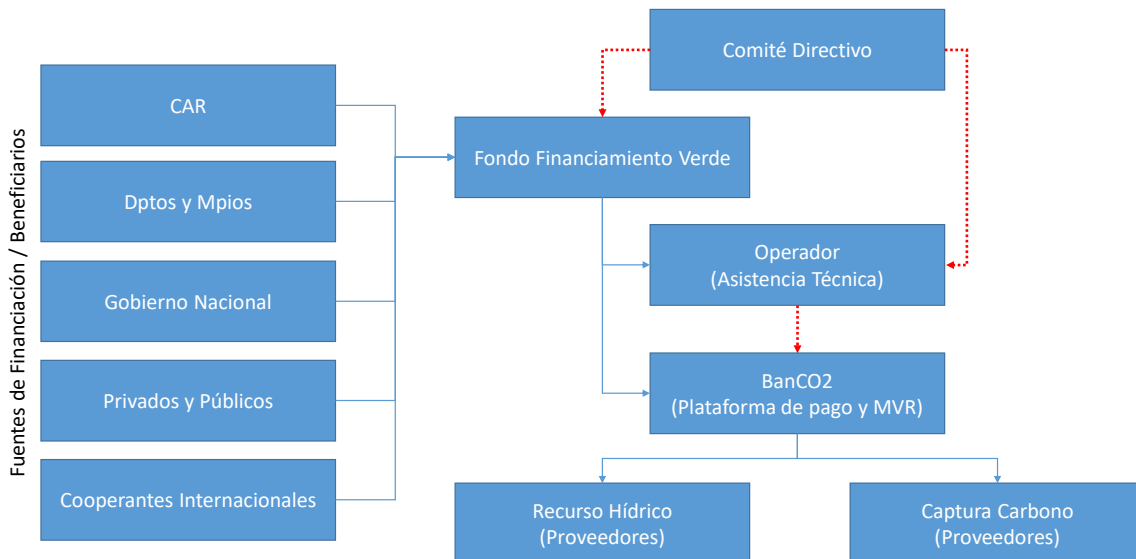 Fuentes de Financiación / Beneficiarios
CAR
Dptos y Mpios
Gobierno Nacional
Privados y Públicos
Cooperantes Internacionales
Comité Directivo
Fondo Financiamiento Verde
Operador
(Asistencia Técnica)
BanCO2
(Plataforma de pago y MVR)
Recurso Hídrico
(Proveedores)
Captura Carbono
(Proveedores)